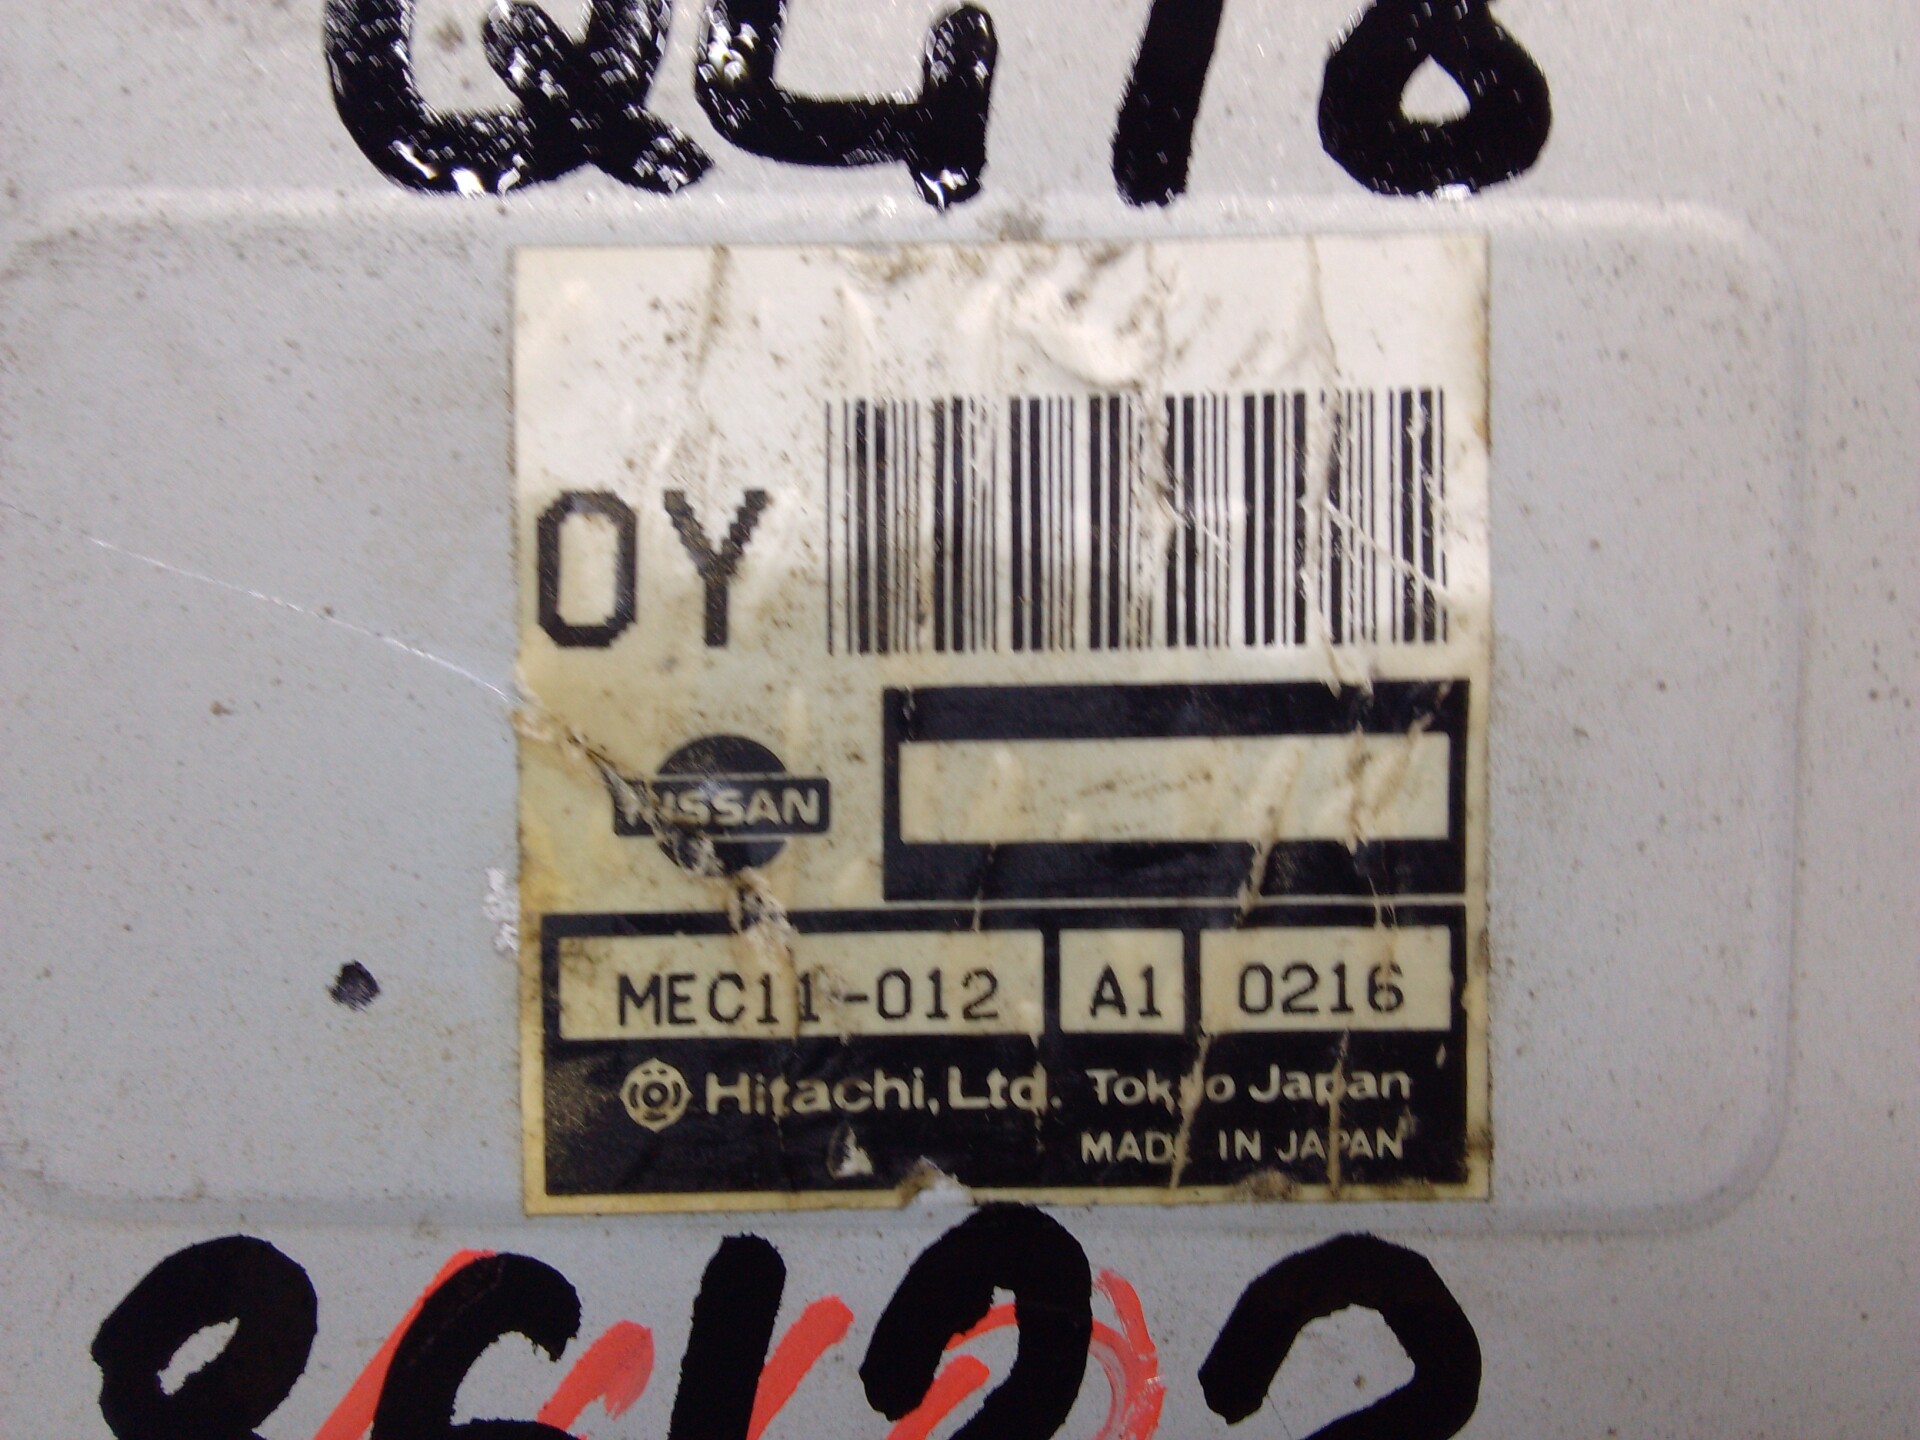 QG18
0Y
NISSAN
MEC11-012 A1 0216
Hitachi, Ltd. Tokyo Japan
MADE IN JAPAN